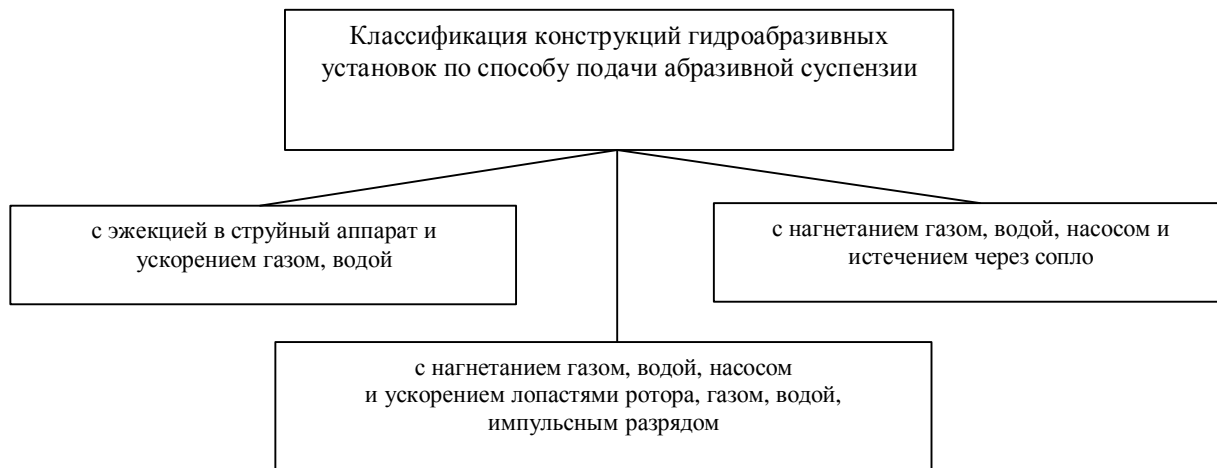 Классификация конструкций гидроабразивных
установок по способу подачи абразивной суспензии
с эжекцией в струйный аппарат и
ускорением газом, водой
с нагнетанием газом, водой, насосом и
истечением через сопло
с нагнетанием газом, водой, насосом
и ускорением лопастями ротора, газом, водой,
импульсным разрядом